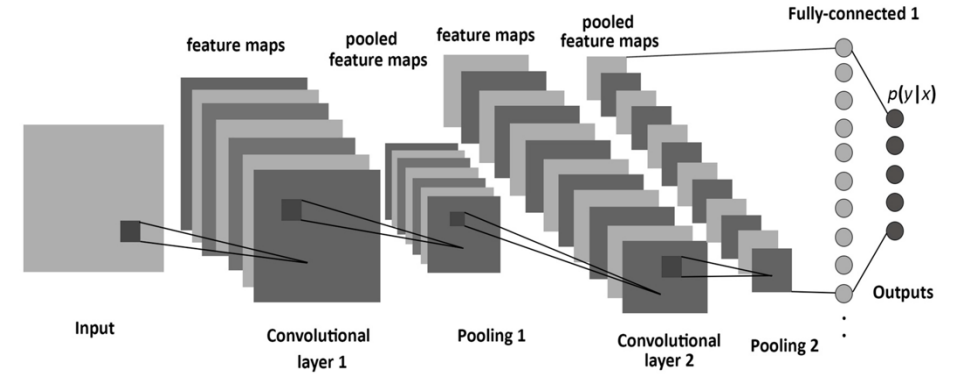 Fully-connected 1
feature maps
pooled
feature maps
feature maps
pooled
feature maps
p(y|x)
Outputs
Input
Convolutional
layer 1
Pooling 1
Convolutional
layer 2
Pooling 2